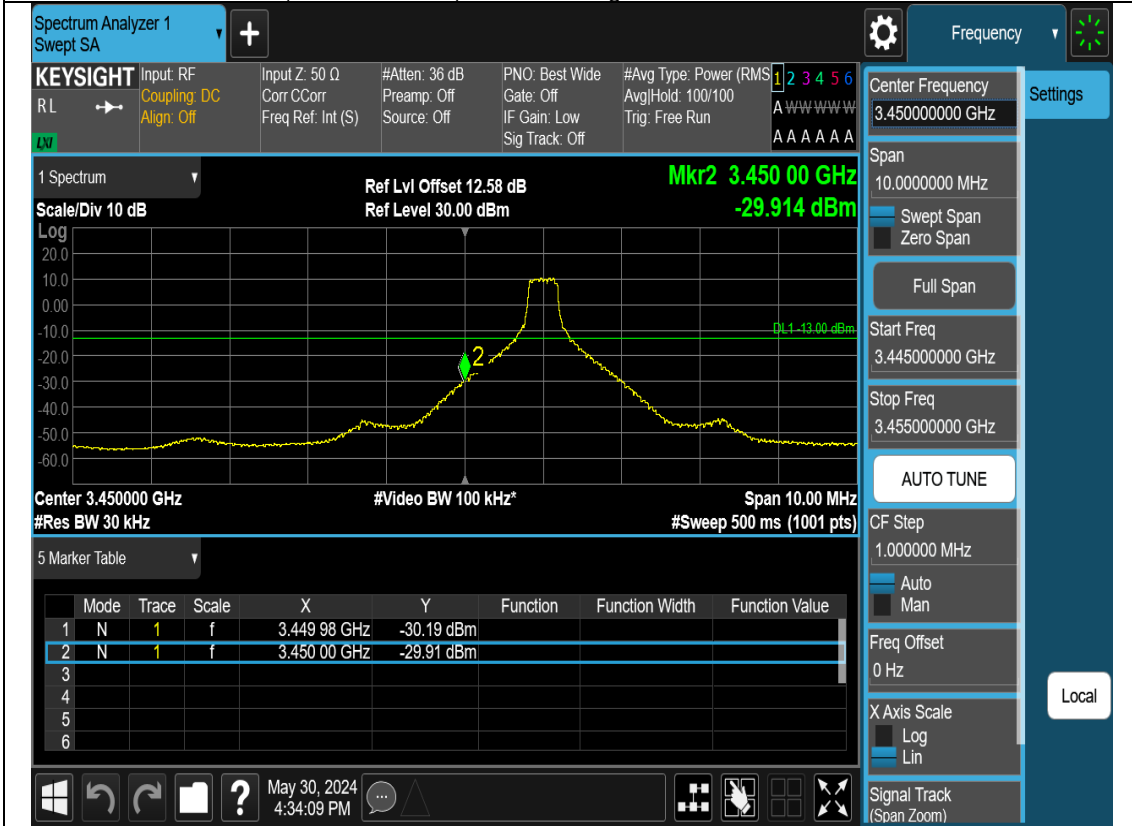 Spectrum Analyzer 1
Swept SA
Frequency
KEYSIGHT
R L
LXI
Input: RF
Coupling: DC
Align: Off
Input Z: 50 Ω
Corr CCorr
Freq Ref: Int (S)
#Atten: 36 dB
Preamp: Off
Source: Off
PNO: Best Wide
Gate: Off
IF Gain: Low
Sig Track: Off
#Avg Type: Power (RMS
Avg|Hold: 100/100
Trig: Free Run
1 2 3 4 5 6
A W W W W W
A A A A A A
1 Spectrum
Scale/Div 10 dB
Log
Ref Lvl Offset 12.58 dB
Ref Level 30.00 dBm
Mkr2 3.450 00 GHz
-29.914 dBm
20.0
10.0
0.00
-10.0
-20.0
-30.0
-40.0
-50.0
-60.0
DL1 -13.00 dBm
2
Center 3.450000 GHz
#Res BW 30 kHz
#Video BW 100 kHz*
Span 10.00 MHz
#Sweep 500 ms (1001 pts)
5 Marker Table
Mode Trace Scale X Y Function Function Width Function Value
1 N 1 f 3.449 98 GHz -30.19 dBm
2 N 1 f 3.450 00 GHz -29.91 dBm
3
4
5
6
May 30, 2024
4:34:09 PM
Center Frequency
3.450000000 GHz
Settings
Span
10.0000000 MHz
Swept Span
Zero Span
Full Span
Start Freq
3.445000000 GHz
Stop Freq
3.455000000 GHz
AUTO TUNE
CF Step
1.000000 MHz
Auto
Man
Freq Offset
0 Hz
Local
X Axis Scale
Log
Lin
Signal Track
(Span Zoom)